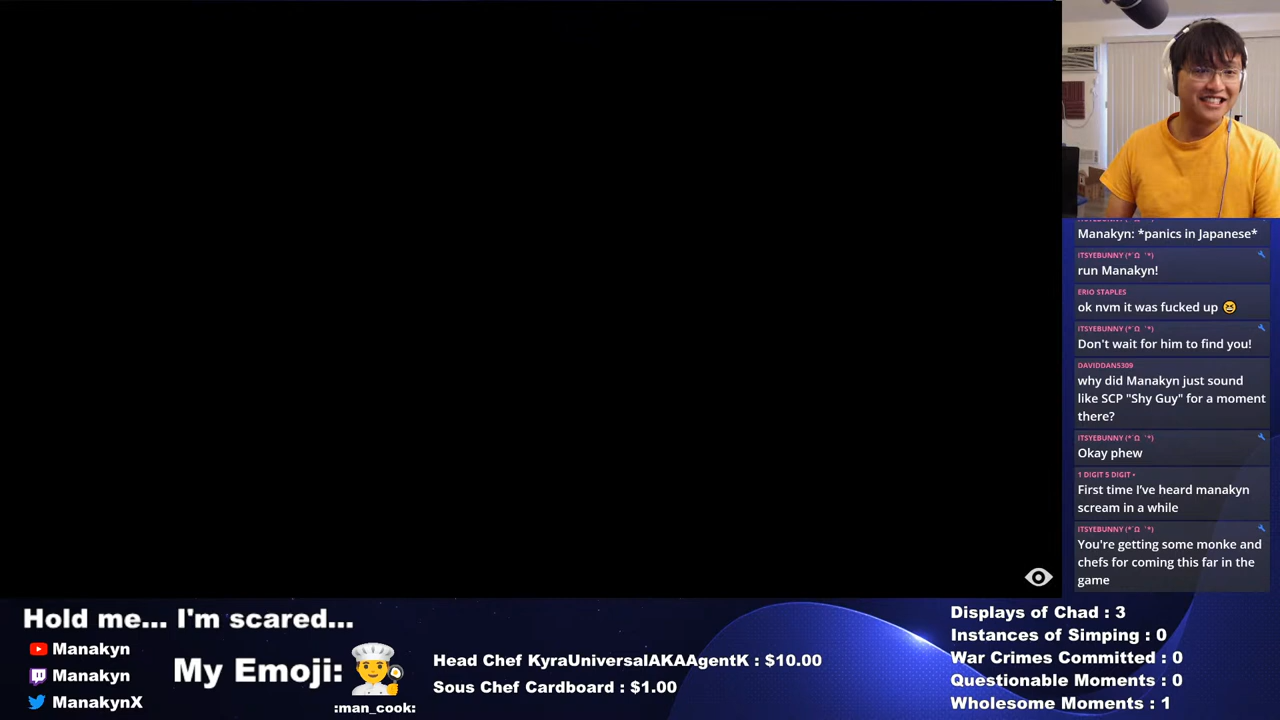 Manakyn: *panics in Japanese*
ITSYEBUNNY (*´Ω｀*)
run Manakyn!
ERIO STAPLES
ok nvm it was fucked up 😆
ITSYEBUNNY (*´Ω｀*)
Don't wait for him to find you!
DAVIDDAN5309
why did Manakyn just sound
like SCP "Shy Guy" for a moment
there?
ITSYEBUNNY (*´Ω｀*)
Okay phew
1 DIGIT 5 DIGIT •
First time I’ve heard manakyn
scream in a while
ITSYEBUNNY (*´Ω｀*)
You're getting some monke and
chefs for coming this far in the
game
Hold me... I'm scared...
Manakyn
Manakyn
ManakynX
My Emoji:
:man_cook:
Head Chef KyraUniversalAKAAgentK : $10.00
Sous Chef Cardboard : $1.00
Displays of Chad : 3
Instances of Simping : 0
War Crimes Committed : 0
Questionable Moments : 0
Wholesome Moments : 1